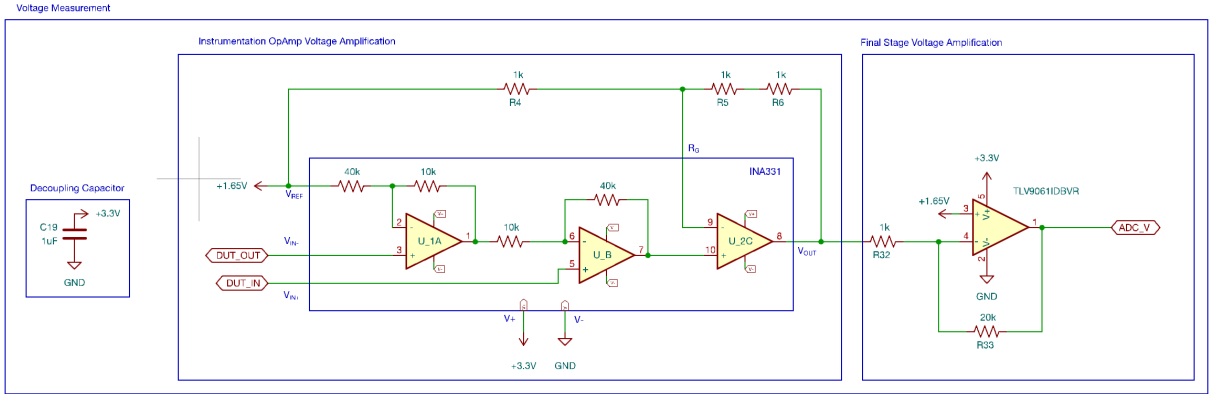 Voltage Measurement
Instrumentation OpAmp Voltage Amplification
Final Stage Voltage Amplification
1k
R4
1k
R5
1k
R6
RG
INA331
40k
10k
+1.65V
VREF
40k
Decoupling Capacitor
+3.3V
C19
1uF
GND
V-
2
-
3
+
U_1A
1
V-
10k
V-
6
-
5
+
U_B
7
V-
V-
9
-
10
+
U_2C
8
V-
VOUT
VIN-
DUT_OUT
DUT_IN
VIN+
V+
V-
+3.3V
GND
+3.3V
TLV9061IDBVR
+1.65V
5
V+
3
+
4
-
V-
2
1
ADC_V
1k
R32
GND
20k
R33